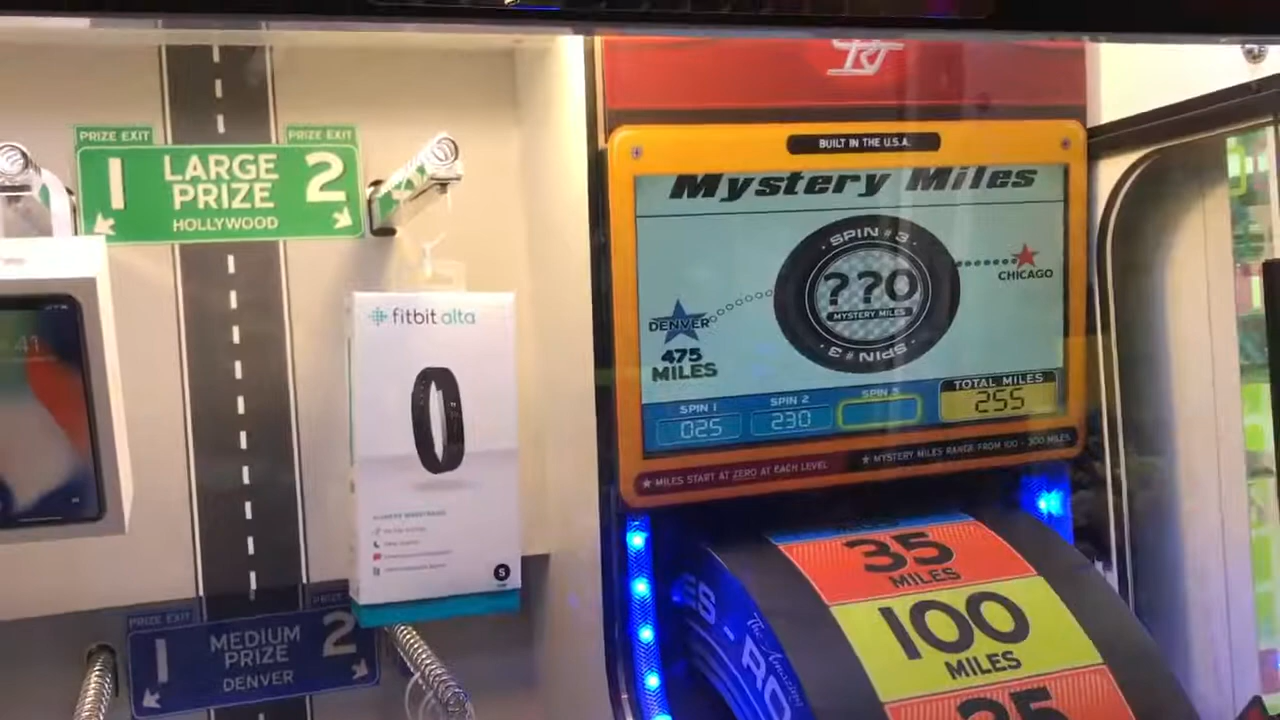 PRIZE EXIT
PRIZE EXIT
1 LARGE PRIZE 2
HOLLYWOOD
fitbit alta
S
PRIZE EXIT
PRIZE
1 MEDIUM PRIZE 2
DENVER
BUILT IN THE U.S.A.
Mystery Miles
SPIN #3
??0
MYSTERY MILES
SPIN #3
DENVER
475
MILES
CHICAGO
SPIN 1
025
SPIN 2
230
SPIN 3
TOTAL MILES
255
★ MILES START AT ZERO AT EACH LEVEL
★ MYSTERY MILES RANGE FROM 100 - 300 MILES
35
MILES
100
MILES
The Amazing